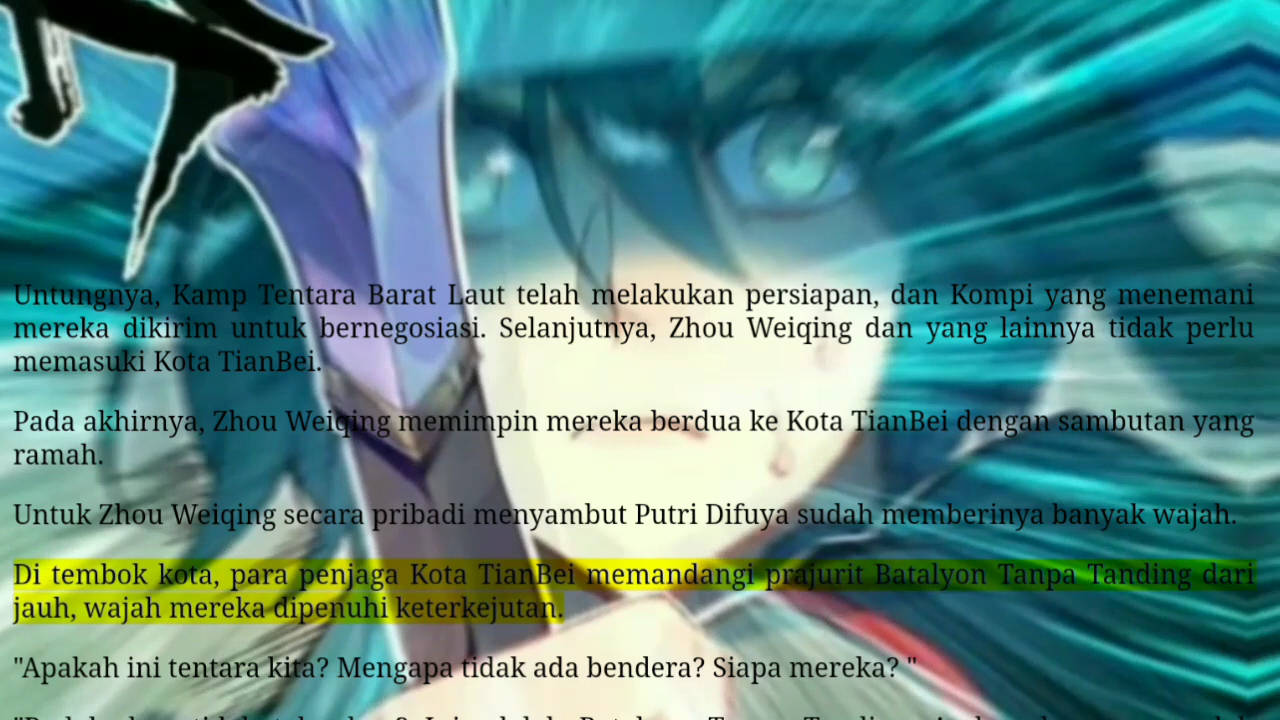 Untungnya, Kamp Tentara Barat Laut telah melakukan persiapan, dan Kompi yang menemani
mereka dikirim untuk bernegosiasi. Selanjutnya, Zhou Weiqing dan yang lainnya tidak perlu
memasuki Kota TianBei.
Pada akhirnya, Zhou Weiqing memimpin mereka berdua ke Kota TianBei dengan sambutan yang
ramah.
Untuk Zhou Weiqing secara pribadi menyambut Putri Difuya sudah memberinya banyak wajah.
Di tembok kota, para penjaga Kota TianBei memandangi prajurit Batalyon Tanpa Tanding dari
jauh, wajah mereka dipenuhi keterkejutan.
"Apakah ini tentara kita? Mengapa tidak ada bendera? Siapa mereka? "